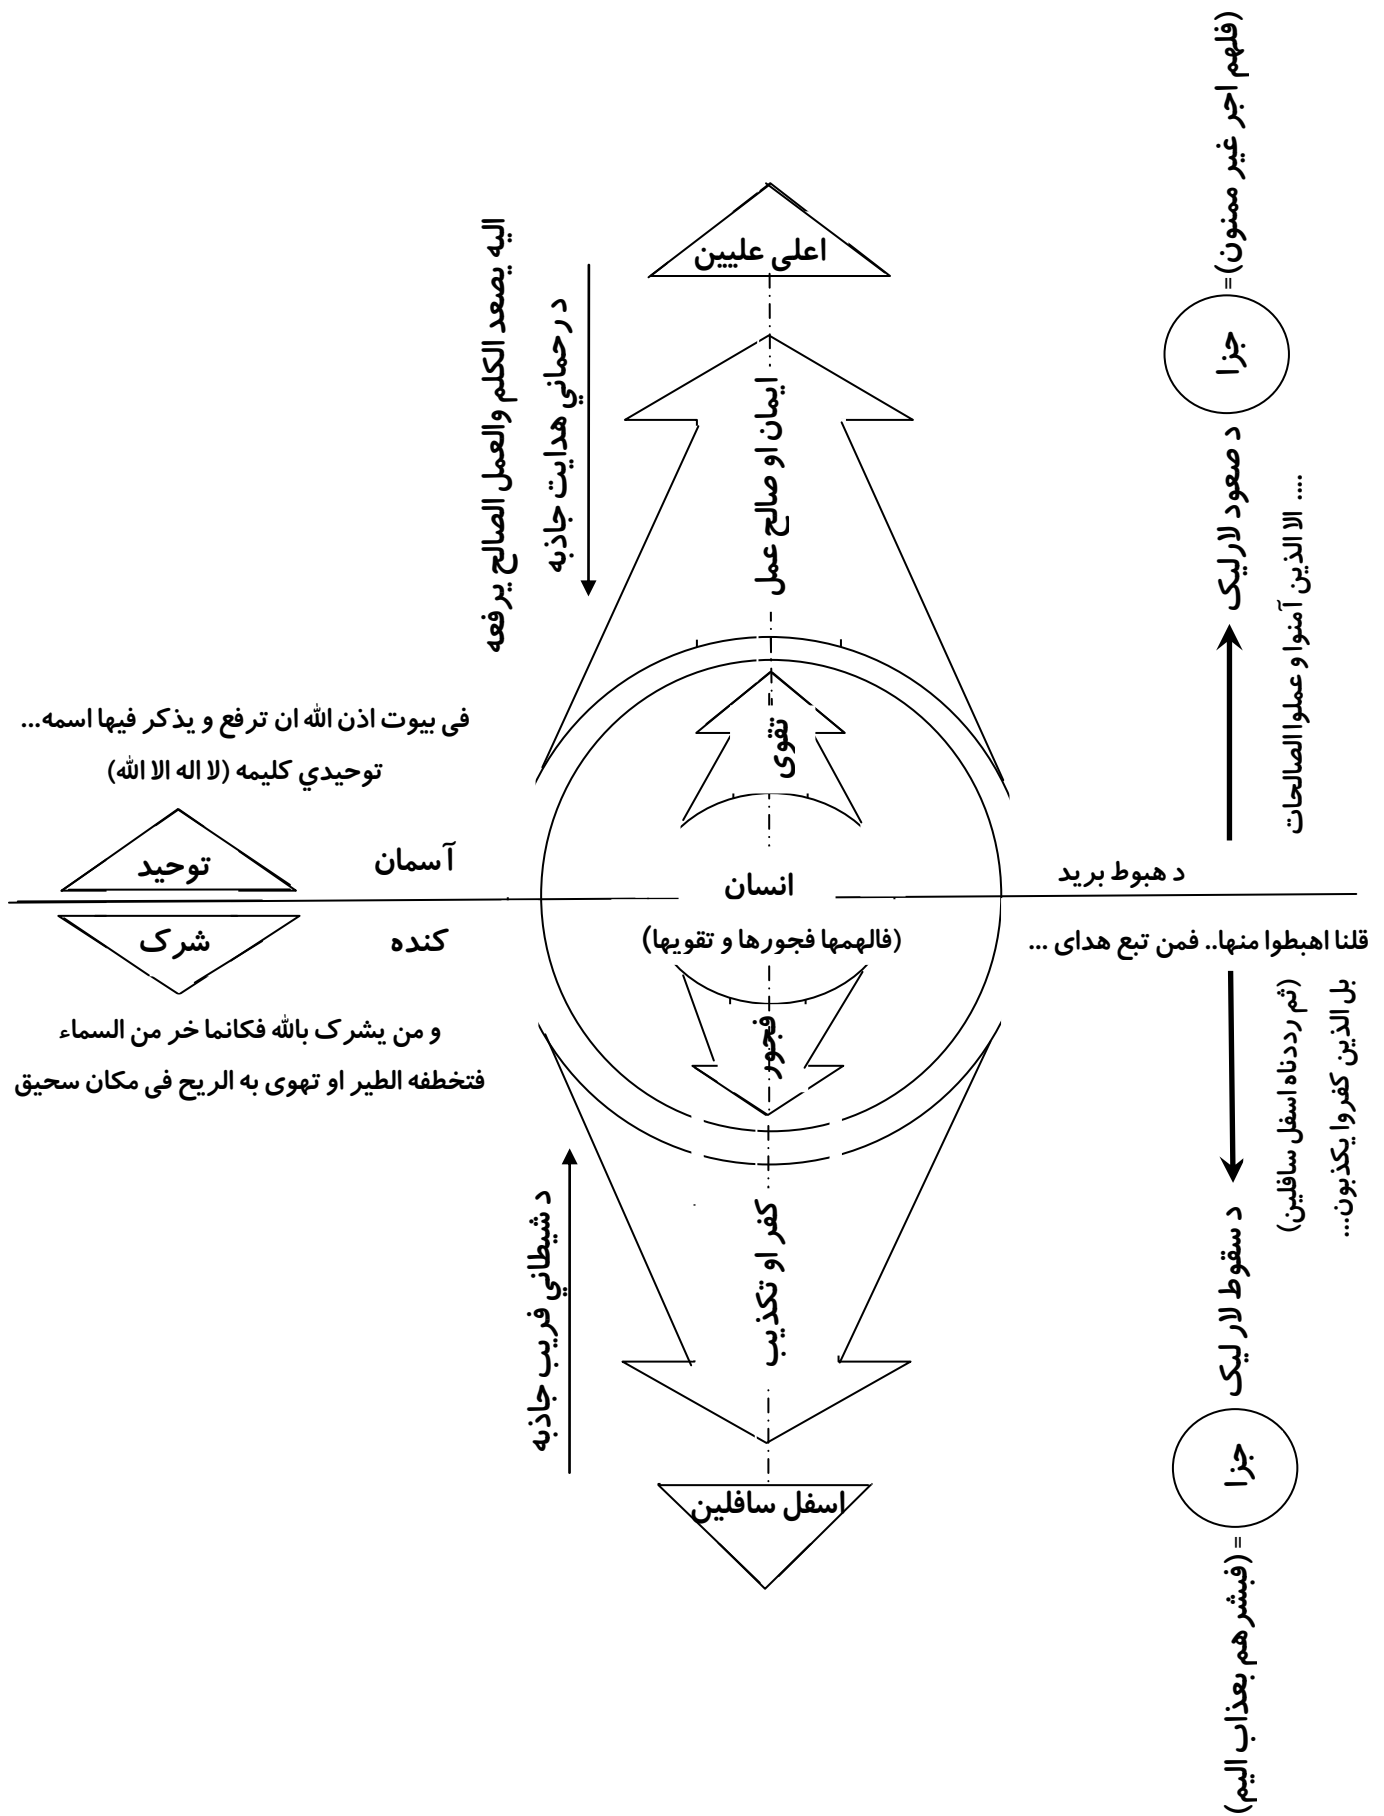 (فلهم اجر غير ممنون)=
جزا
د صعود لارليک
.... الا الذين آمنوا و عملوا الصالحات
اعلی عليين
اليه يصعد الکلم والعمل الصالح يرفعه
د رحماني هدايت جاذبه
ايمان او صالح عمل
فی بيوت اذن الله ان ترفع و يذکر فيها اسمه...
توحيدي کليمه (لا اله الا الله)
تقوی
توحيد
آسمان
انسان
د هبوط بريد
شرک
کنده
(فالهمها فجورها و تقويها)
قلنا اهبطوا منها.. فمن تبع هدای ...
و من يشرک بالله فکانما خر من السماء
فتخطفه الطير او تهوی به الريح فی مکان سحيق
فجور
(ثم رددناه اسفل سافلين)
بل الذين کفروا يکذبون...
د شيطاني فريب جاذبه
کفر او تکذيب
د سقوط لار ليک
اسفل سافلين
جزا
= (فبشرهم بعذاب اليم)